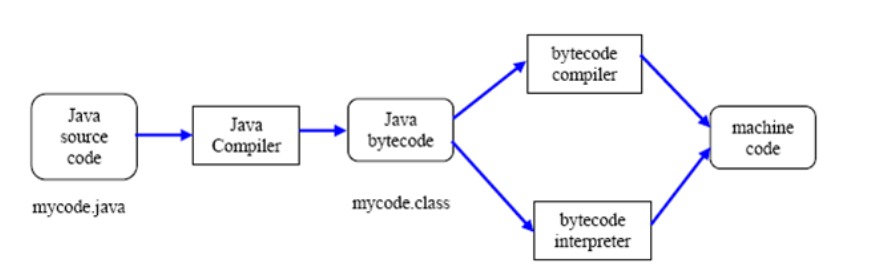 Java
source
code
mycode.java
Java
Compiler
Java
bytecode
mycode.class
bytecode
compiler
bytecode
interpreter
machine
code